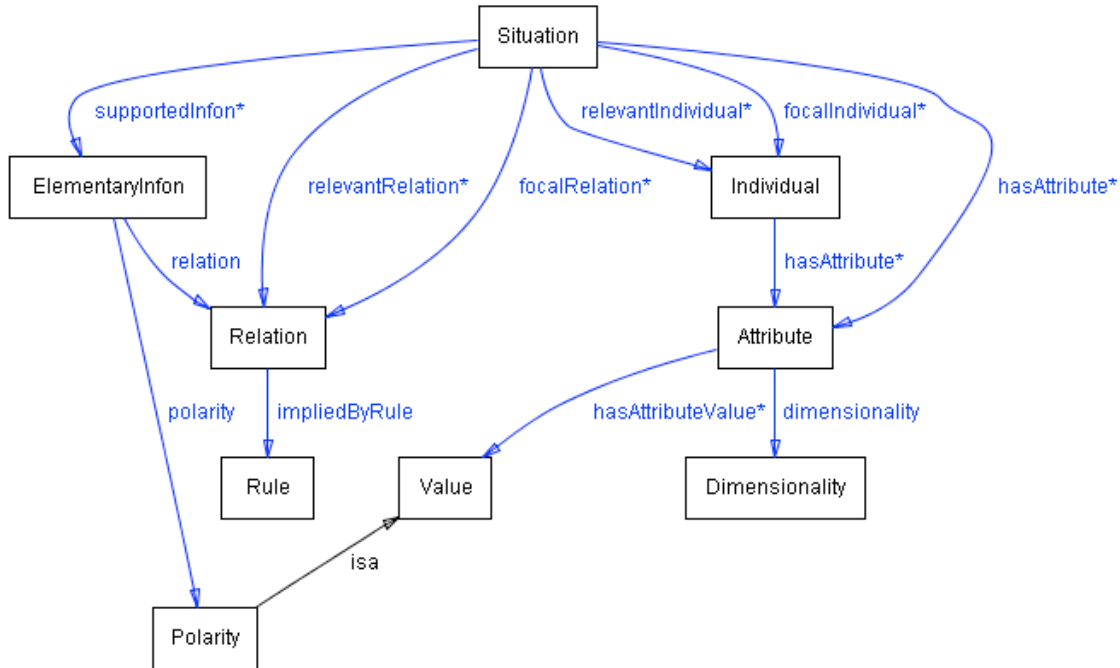 Situation
supportedInfon*
relevantIndividual*
focalIndividual*
ElementaryInfon
relevantRelation*
focalRelation*
Individual
hasAttribute*
relation
hasAttribute*
Relation
Attribute
polarity
impliedByRule
hasAttributeValue*
dimensionality
Rule
Value
Dimensionality
isa
Polarity